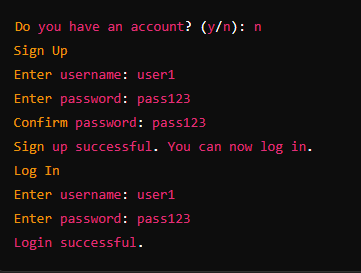 Do you have an account? (y/n): n
Sign Up
Enter username: user1
Enter password: pass123
Confirm password: pass123
Sign up successful. You can now log in.
Log In
Enter username: user1
Enter password: pass123
Login successful.